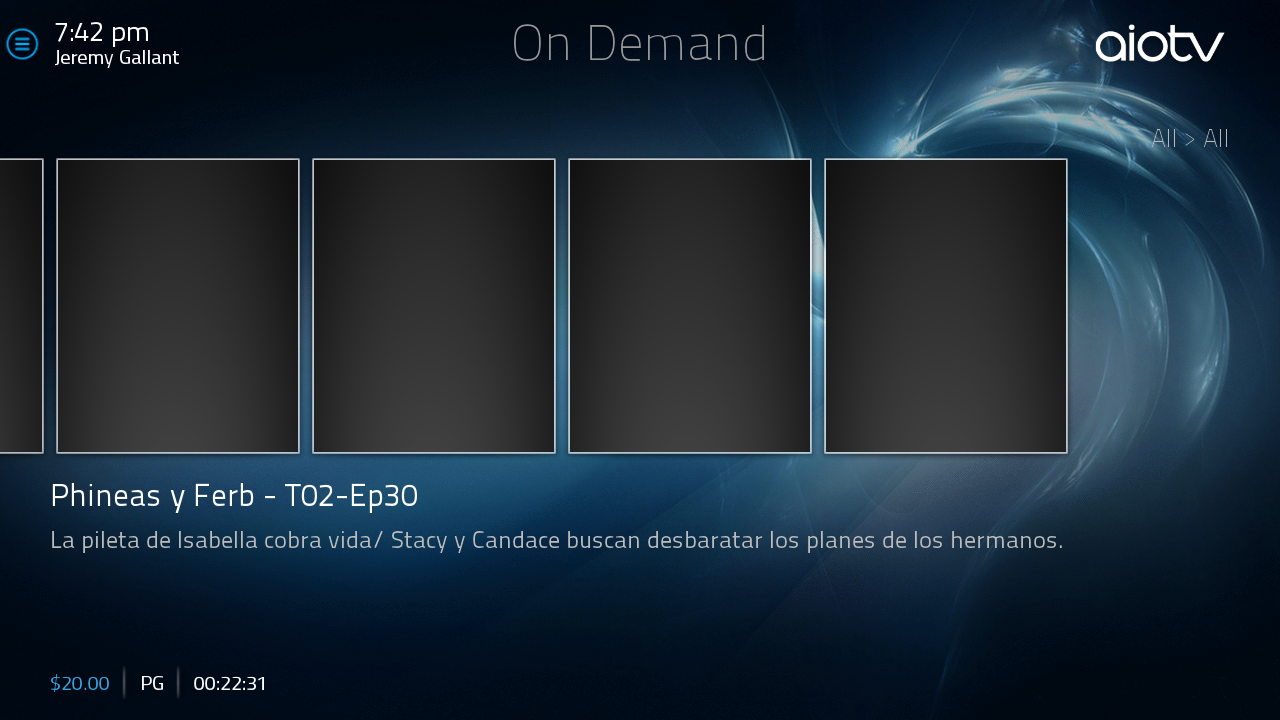 7:42 pm
Jeremy Gallant
On Demand
aiotv
All > All
Phineas y Ferb - T02-Ep30
La pileta de Isabella cobra vida/ Stacy y Candace buscan desbaratar los planes de los hermanos.
$20.00
PG
00:22:31